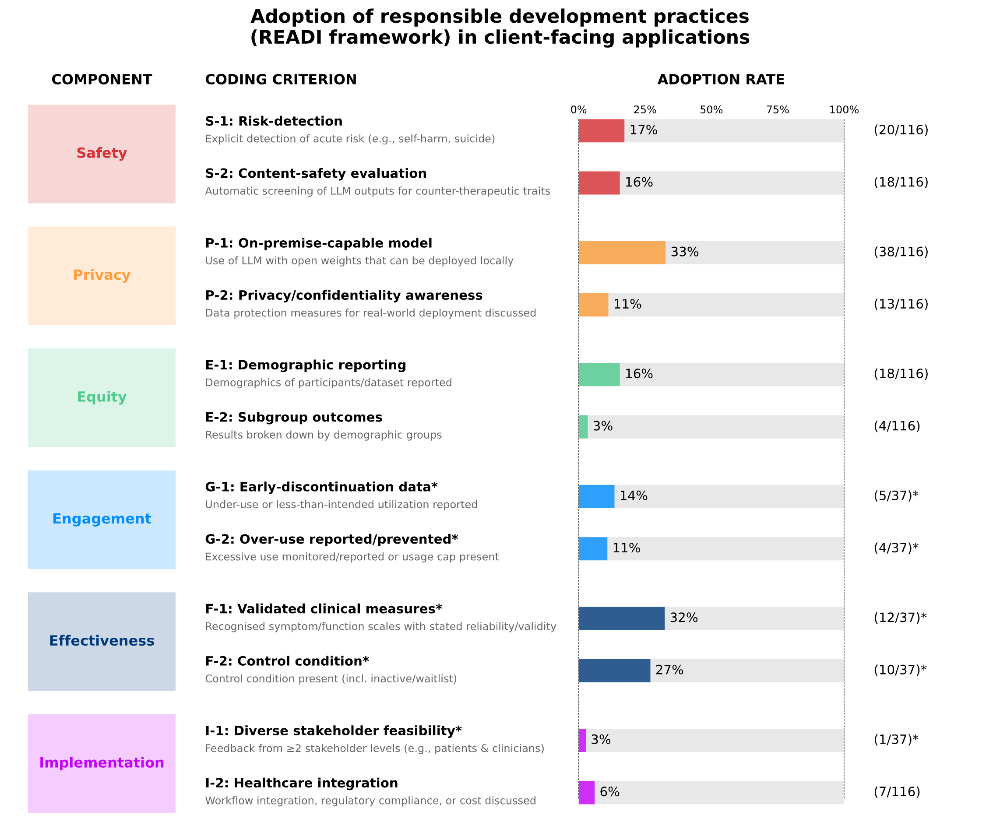 Adoption of responsible development practices
(READI framework) in client-facing applications
COMPONENT
CODING CRITERION
ADOPTION RATE
0% 25% 50% 75% 100%
Safety
S-1: Risk-detection
Explicit detection of acute risk (e.g., self-harm, suicide)
17%
(20/116)
S-2: Content-safety evaluation
Automatic screening of LLM outputs for counter-therapeutic traits
16%
(18/116)
Privacy
P-1: On-premise-capable model
Use of LLM with open weights that can be deployed locally
33%
(38/116)
P-2: Privacy/confidentiality awareness
Data protection measures for real-world deployment discussed
11%
(13/116)
Equity
E-1: Demographic reporting
Demographics of participants/dataset reported
16%
(18/116)
E-2: Subgroup outcomes
Results broken down by demographic groups
3%
(4/116)
Engagement
G-1: Early-discontinuation data*
Under-use or less-than-intended utilization reported
14%
(5/37)*
G-2: Over-use reported/prevented*
Excessive use monitored/reported or usage cap present
11%
(4/37)*
Effectiveness
F-1: Validated clinical measures*
Recognised symptom/function scales with stated reliability/validity
32%
(12/37)*
F-2: Control condition*
Control condition present (incl. inactive/waitlist)
27%
(10/37)*
Implementation
I-1: Diverse stakeholder feasibility*
Feedback from ≥2 stakeholder levels (e.g., patients & clinicians)
3%
(1/37)*
I-2: Healthcare integration
Workflow integration, regulatory compliance, or cost discussed
6%
(7/116)